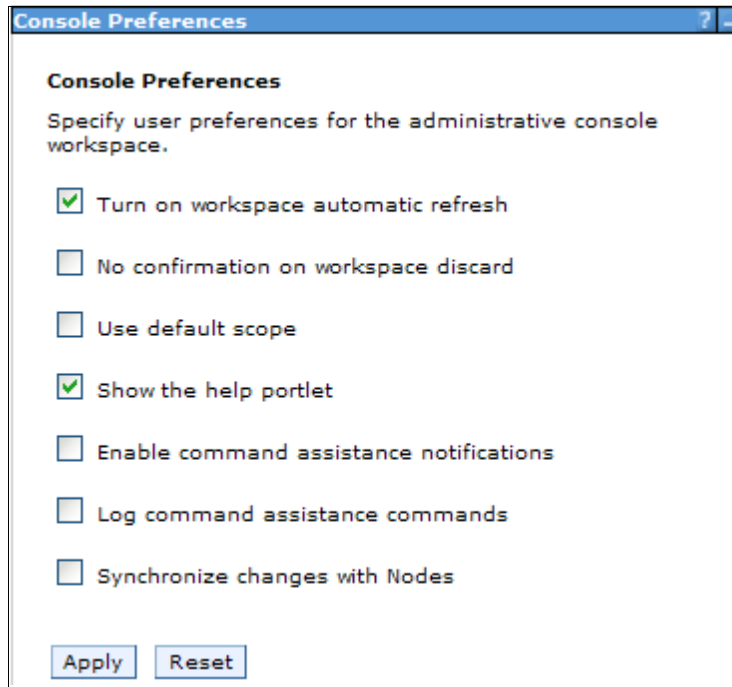 Console Preferences ? -
Console Preferences
Specify user preferences for the administrative console
workspace.
Turn on workspace automatic refresh
No confirmation on workspace discard
Use default scope
Show the help portlet
Enable command assistance notifications
Log command assistance commands
Synchronize changes with Nodes
Apply Reset